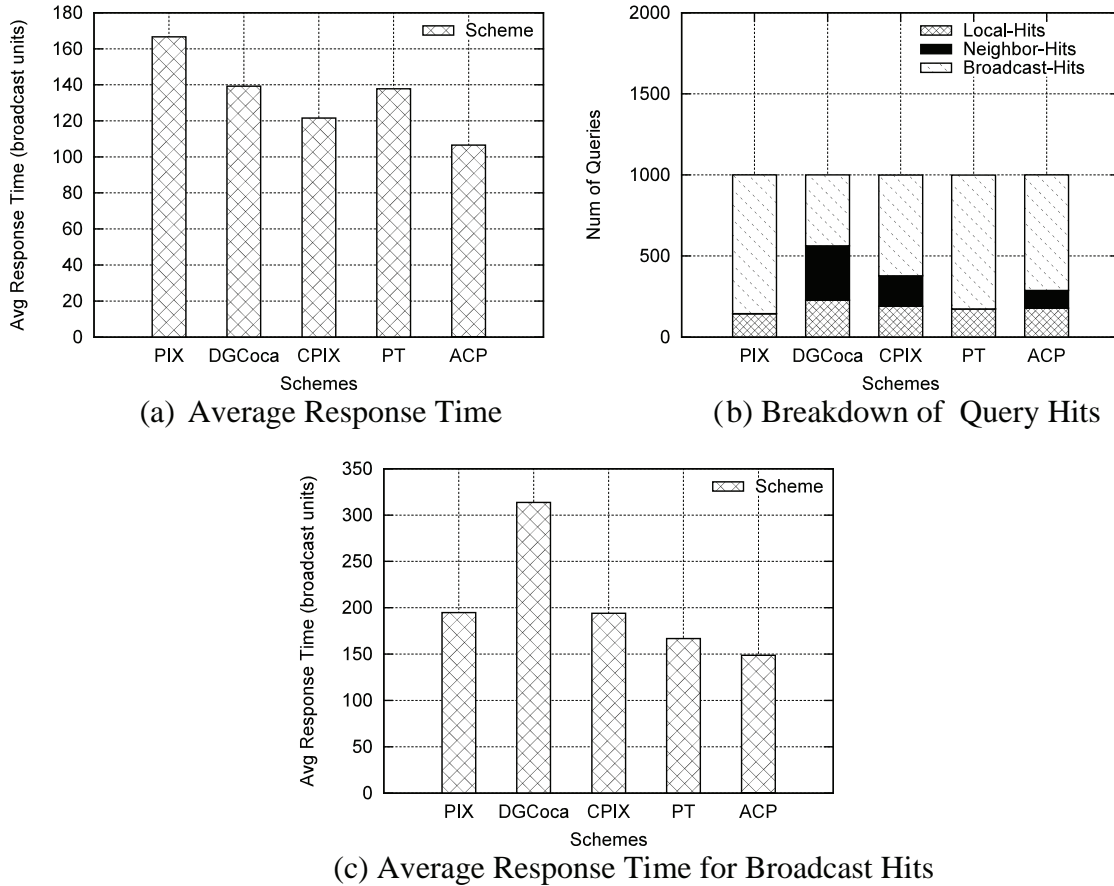 180
160
140
120
100
80
60
40
20
0
Avg Response Time (broadcast units)
Scheme
PIX DGCoca CPIX PT ACP
Schemes
(a) Average Response Time
2000
1500
1000
500
0
Num of Queries
Local-Hits
Neighbor-Hits
Broadcast-Hits
PIX DGCoca CPIX PT ACP
Schemes
(b) Breakdown of Query Hits
350
300
250
200
150
100
50
0
Avg Response Time (broadcast units)
Scheme
PIX DGCoca CPIX PT ACP
Schemes
(c) Average Response Time for Broadcast Hits